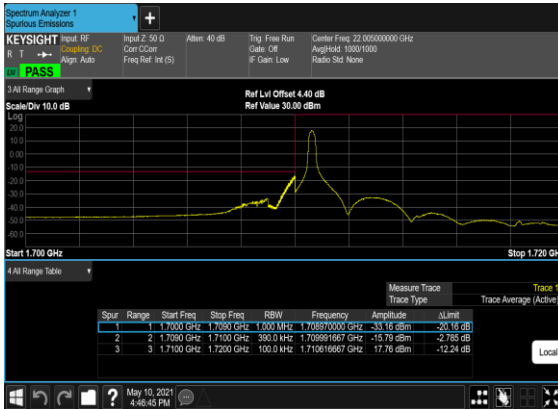 Spectrum Analyzer 1
Spurious Emissions
KEYSIGHT Input: RF Input Z: 50 Ω Atten: 40 dB Trig: Free Run Center Freq: 22.005000000 GHz
R T Coupling: DC Corr CCorr Gate: Off Avg|Hold: 1000/1000
Align: Auto Freq Ref: Int (S) IF Gain: Low Radio Std: None
PASS
3 All Range Graph
Ref Lvl Offset 4.40 dB
Scale/Div 10.0 dB Ref Value 30.00 dBm
Log
20.0
10.0
0.00
-10.0
-20.0
-30.0
-40.0
-50.0
-60.0
Start 1.700 GHz Stop 1.720 GH
4 All Range Table
Measure Trace Trace 1
Trace Type Trace Average (Active)
Spur Range Start Freq Stop Freq RBW Frequency Amplitude ΔLimit
1 1 1.7000 GHz 1.7090 GHz 1.000 MHz 1.708970000 GHz -33.16 dBm -20.16 dB
2 2 1.7090 GHz 1.7100 GHz 390.0 kHz 1.709991667 GHz -15.79 dBm -2.785 dB
3 3 1.7100 GHz 1.7200 GHz 100.0 kHz 1.710616667 GHz 17.76 dBm -12.24 dB
Local
May 10, 2021
4:46:45 PM